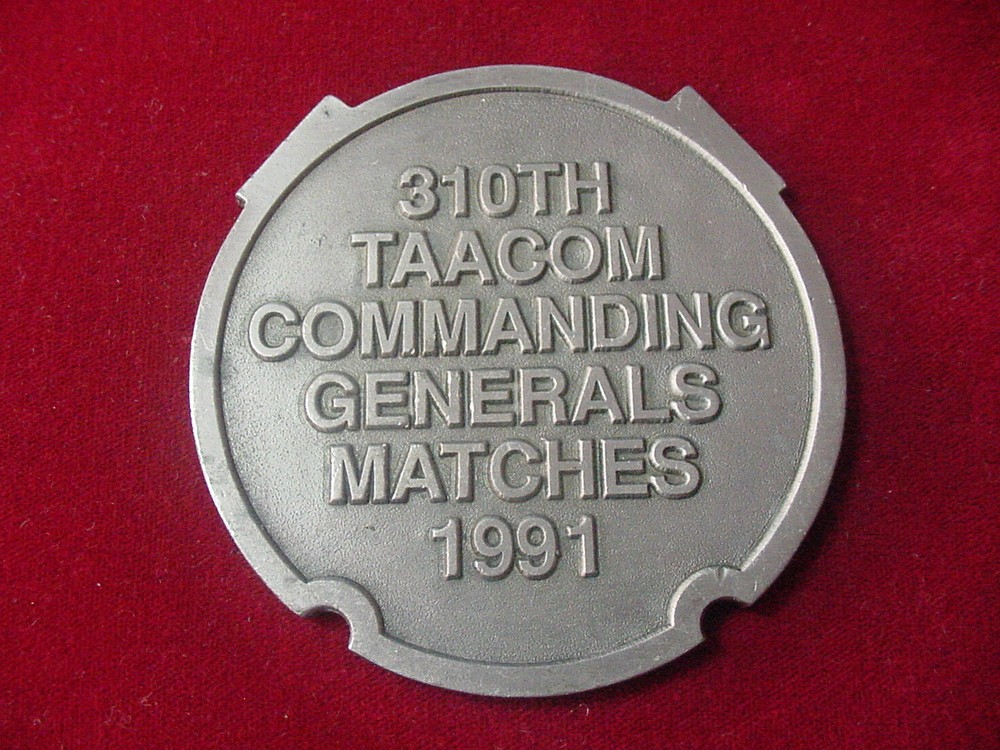 310TH
TAACOM
COMMANDING
GENERALS
MATCHES
1991